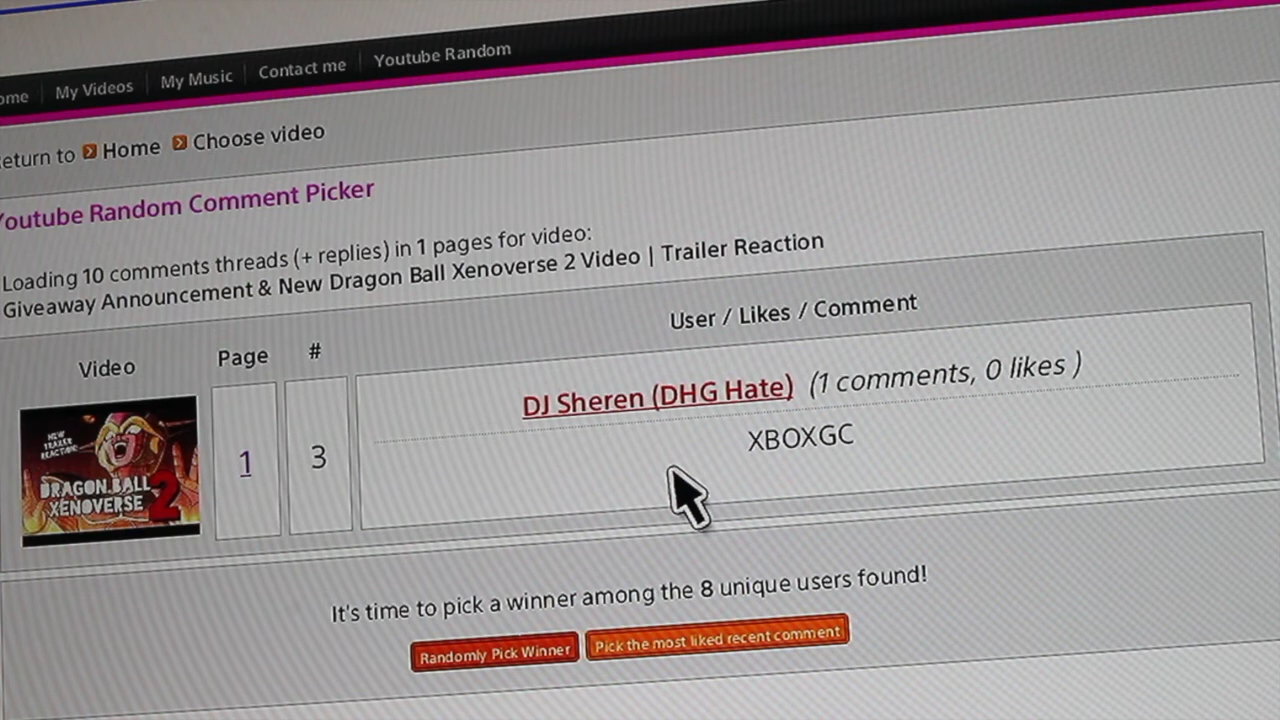 ome My Videos My Music Contact me Youtube Random
eturn to Home Choose video
Youtube Random Comment Picker
Loading 10 comments threads (+ replies) in 1 pages for video:
Giveaway Announcement & New Dragon Ball Xenoverse 2 Video | Trailer Reaction
Video Page # User / Likes / Comment
NEW
TRAILER
REACTION:
DRAGON BALL
XENOVERSE 2
1 3 DJ Sheren (DHG Hate) (1 comments, 0 likes )
XBOXGC
It's time to pick a winner among the 8 unique users found!
Randomly Pick Winner Pick the most liked recent comment